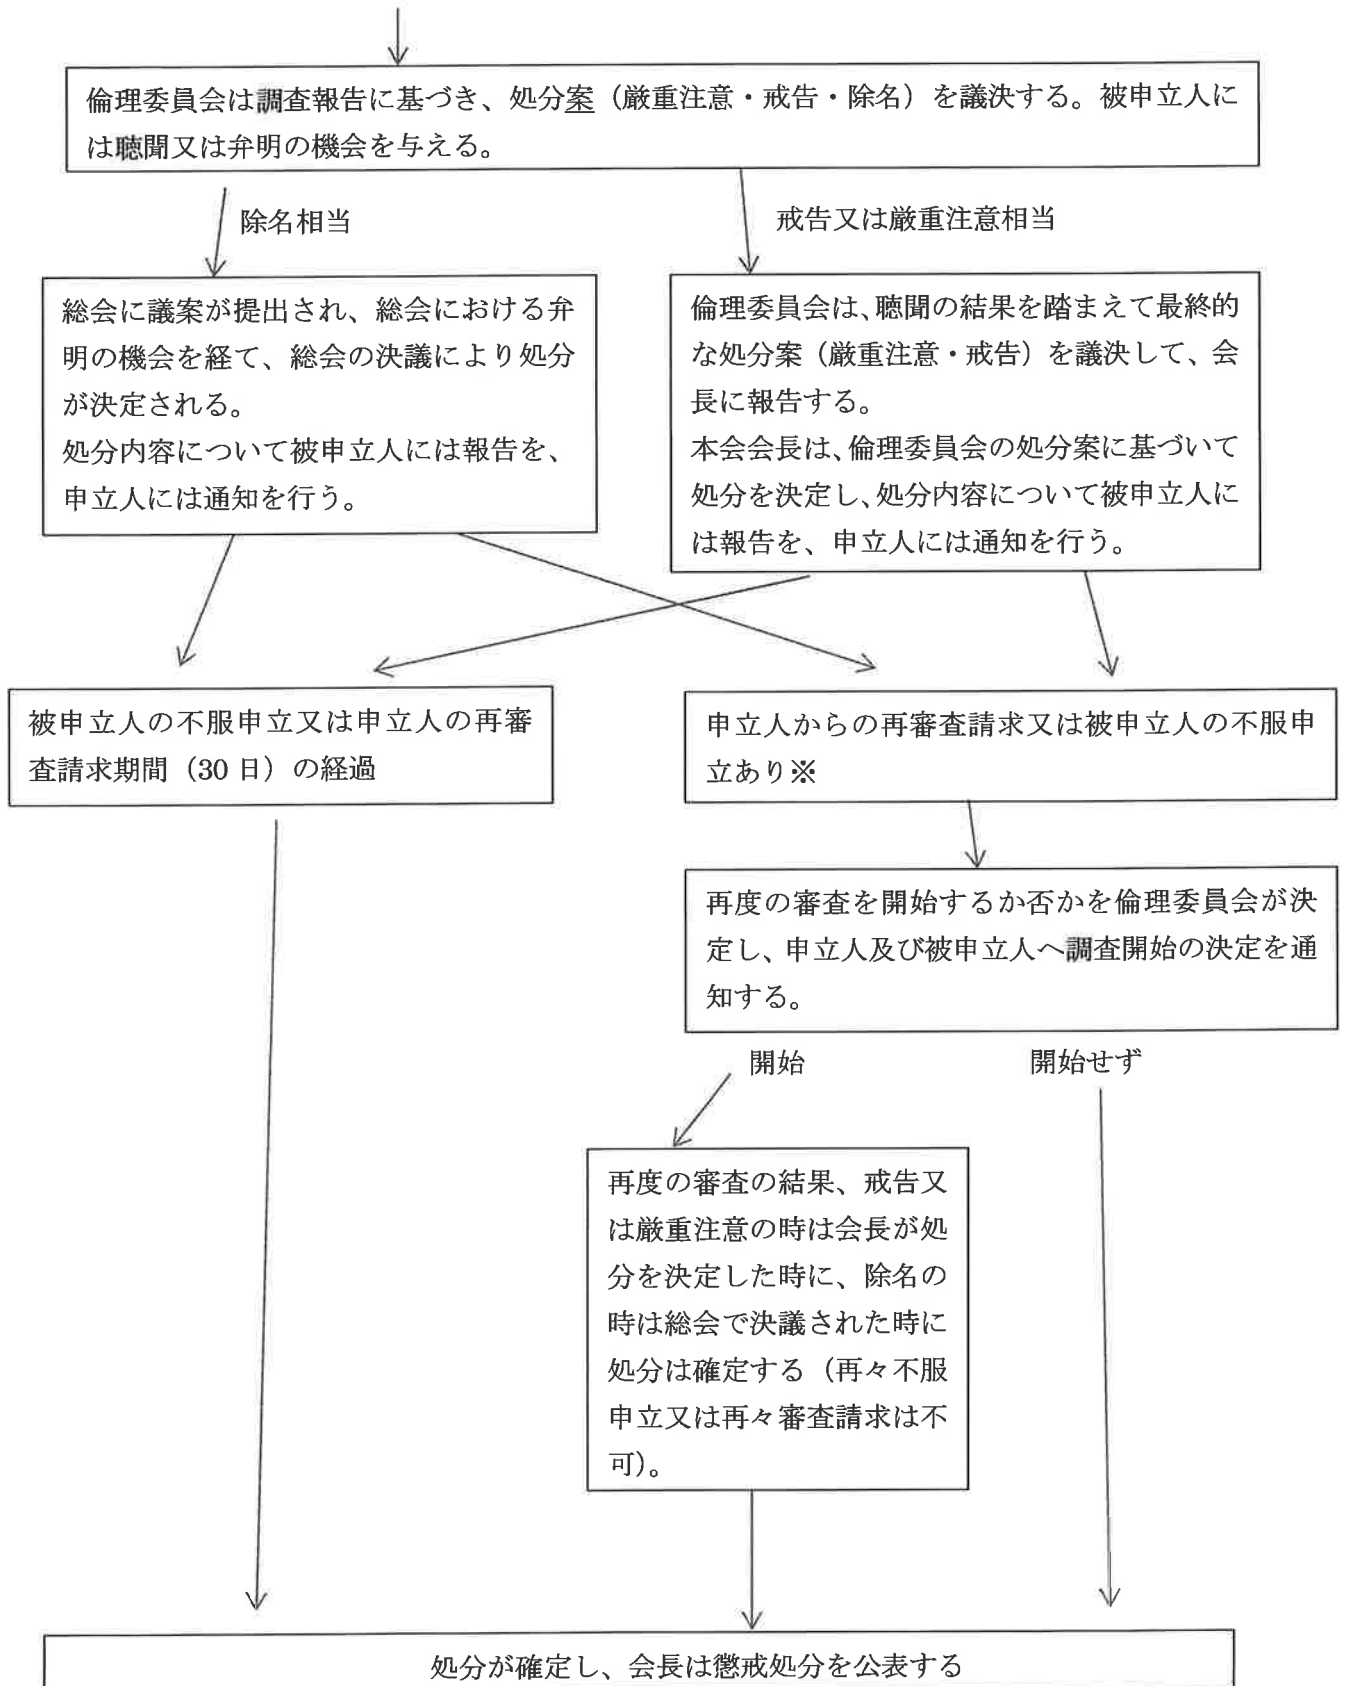 倫理委員会は調査報告に基づき、処分案（厳重注意・戒告・除名）を議決する。被申立人に
は聴聞又は弁明の機会を与える。
除名相当
戒告又は厳重注意相当
総会に議案が提出され、総会における弁
明の機会を経て、総会の決議により処分
が決定される。
処分内容について被申立人には報告を、
申立人には通知を行う。
倫理委員会は、聴聞の結果を踏まえて最終的
な処分案（厳重注意・戒告）を議決して、会
長に報告する。
本会会長は、倫理委員会の処分案に基づいて
処分を決定し、処分内容について被申立人に
は報告を、申立人には通知を行う。
被申立人の不服申立又は申立人の再審
査請求期間（30 日）の経過
申立人からの再審査請求又は被申立人の不服申
立あり※
再度の審査を開始するか否かを倫理委員会が決
定し、申立人及び被申立人へ調査開始の決定を通
知する。
開始
開始せず
再度の審査の結果、戒告又
は厳重注意の時は会長が処
分を決定した時に、除名の
時は総会で決議された時に
処分は確定する（再々不服
申立又は再々審査請求は不
可）。
処分が確定し、会長は懲戒処分を公表する